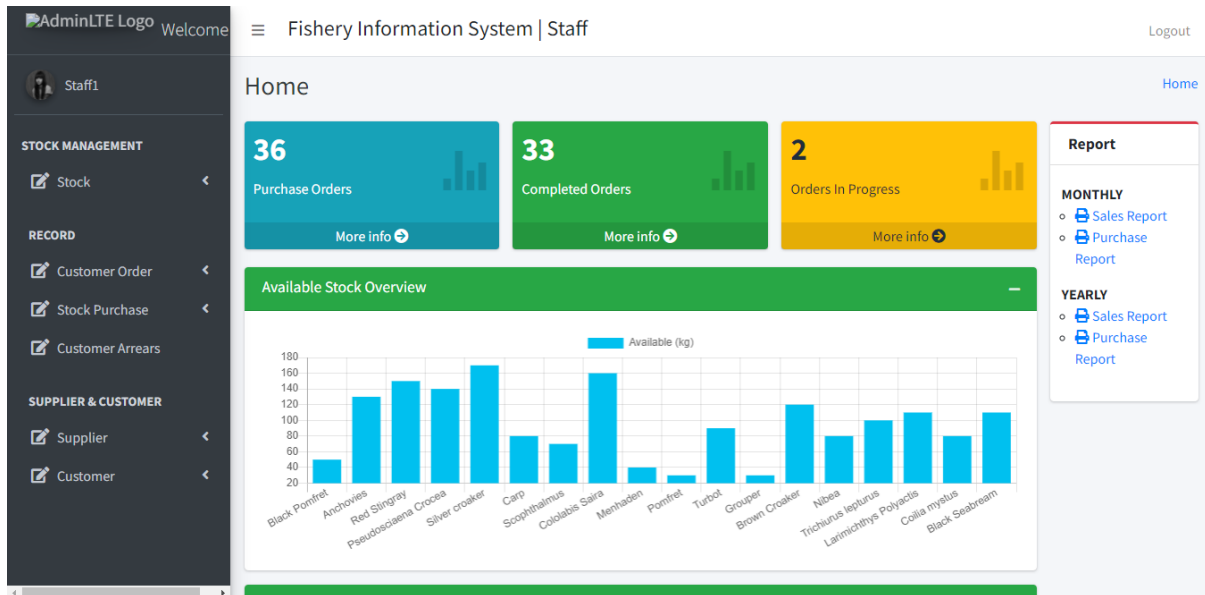 AdminLTE Logo Welcome
Fishery Information System | Staff
Logout
Staff1
STOCK MANAGEMENT
Stock
RECORD
Customer Order
Stock Purchase
Customer Arrears
SUPPLIER & CUSTOMER
Supplier
Customer
Home
Home
36
Purchase Orders
More info
33
Completed Orders
More info
2
Orders In Progress
More info
Report
MONTHLY
Sales Report
Purchase
Report
YEARLY
Sales Report
Purchase
Report
Available Stock Overview
Available (kg)
180
160
140
120
100
80
60
40
20
Black Pomfret
Anchovies
Red Stingray
Pseudosciaena Crocea
Silver croaker
Carp
Scophthalmus
Cololabis Saira
Menhaden
Pomfret
Turbot
Grouper
Brown Croaker
Nibea
Trichiurus lepturus
Larimichthys Polyactis
Coilia mystus
Black Seabream